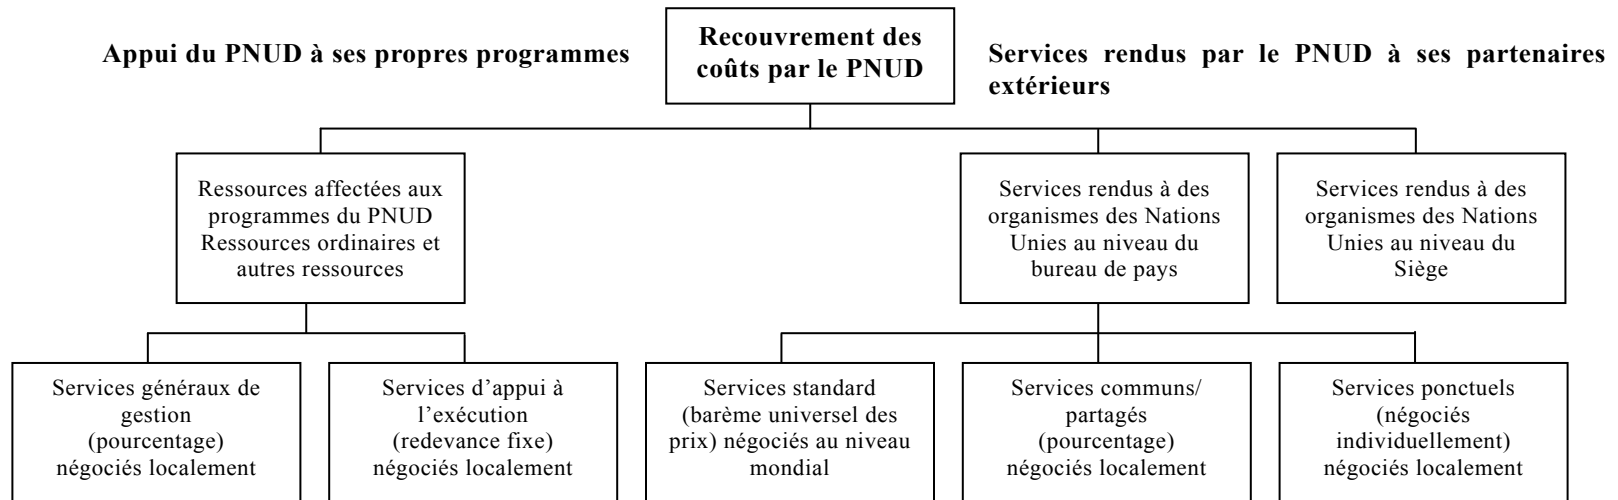 Appui du PNUD à ses propres programmes
Recouvrement des
coûts par le PNUD
Services rendus par le PNUD à ses partenaires
extérieurs
Ressources affectées aux
programmes du PNUD
Ressources ordinaires et
autres ressources
Services rendus à des
organismes des Nations
Unies au niveau du
bureau de pays
Services rendus à des
organismes des Nations
Unies au niveau du
Siège
Services généraux de
gestion
(pourcentage)
négociés localement
Services d’appui à
l’exécution
(redevance fixe)
négociés localement
Services standard
(barème universel des
prix) négociés au niveau
mondial
Services communs/
partagés
(pourcentage)
négociés localement
Services ponctuels
(négociés
individuellement)
négociés localement